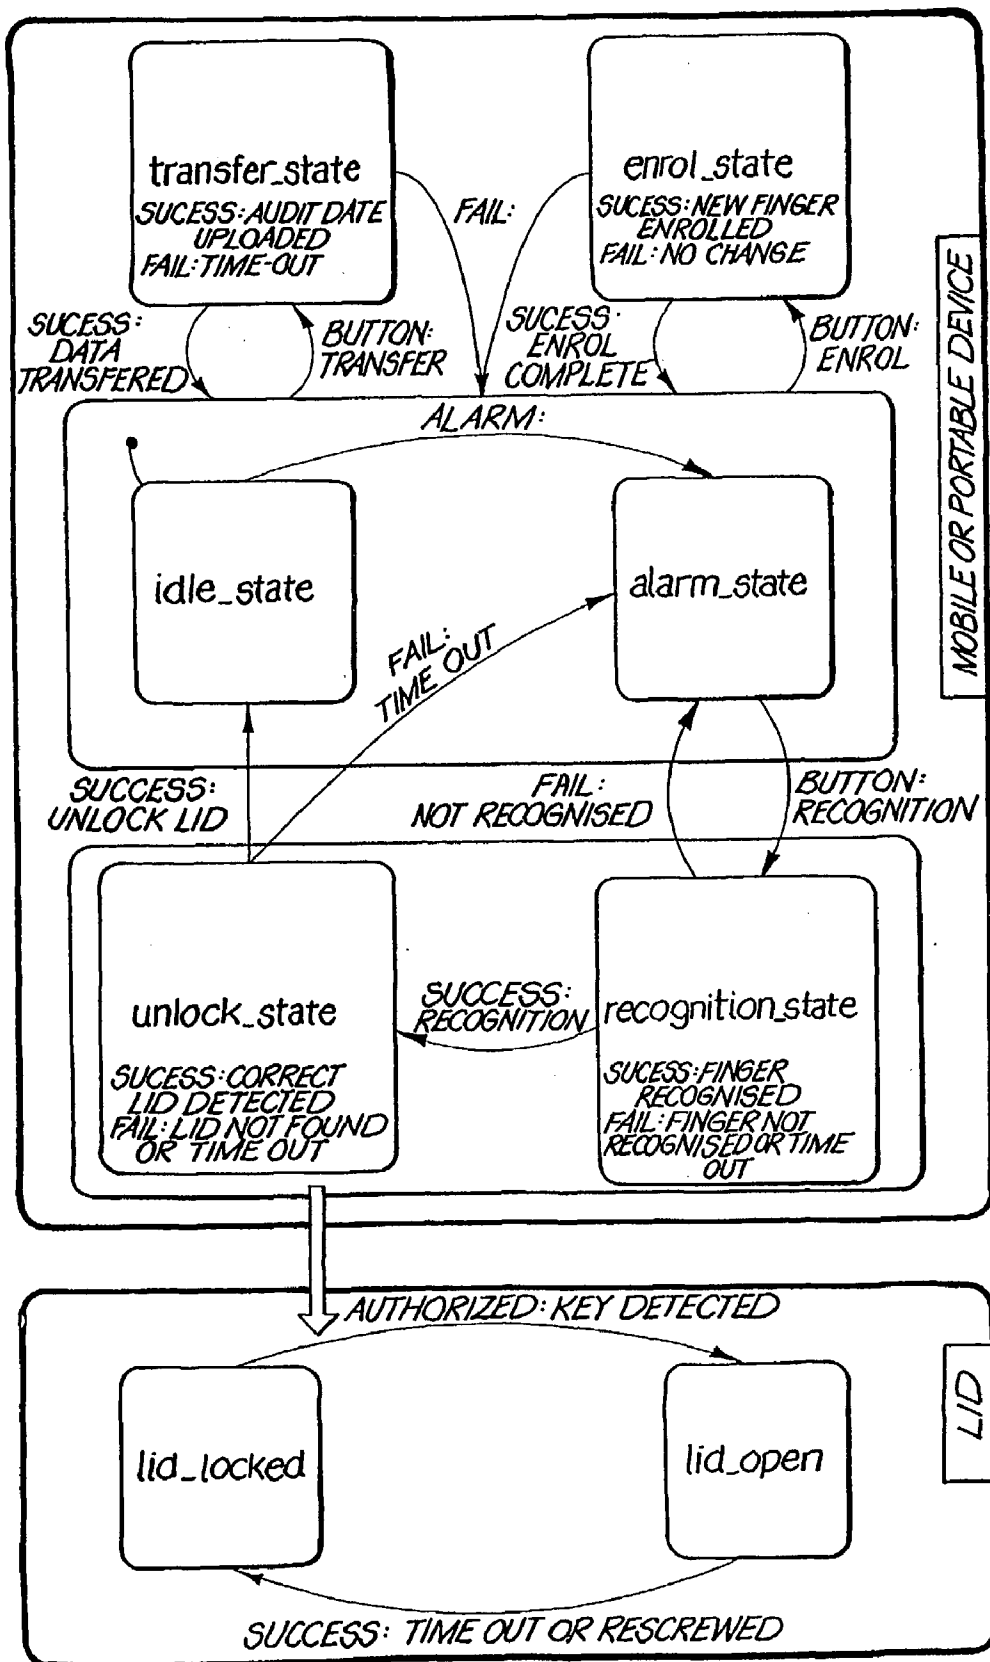 transfer_state
SUCESS: AUDIT DATE
UPLOADED
FAIL: TIME-OUT
enrol_state
SUCESS: NEW FINGER
ENROLLED
FAIL: NO CHANGE
FAIL:
SUCESS:
DATA
TRANSFERED
BUTTON:
TRANSFER
SUCESS:
ENROL
COMPLETE
BUTTON:
ENROL
MOBILE OR PORTABLE DEVICE
ALARM:
idle_state
alarm_state
FAIL:
TIME OUT
SUCCESS:
UNLOCK LID
FAIL:
NOT RECOGNISED
BUTTON:
RECOGNITION
unlock_state
SUCESS: CORRECT
LID DETECTED
FAIL: LID NOT FOUND
OR TIME OUT
SUCCESS:
RECOGNITION
recognition_state
SUCESS: FINGER
RECOGNISED
FAIL: FINGER NOT
RECOGNISED OR TIME
OUT
AUTHORIZED: KEY DETECTED
lid_locked
lid_open
LID
SUCCESS: TIME OUT OR RESCREWED